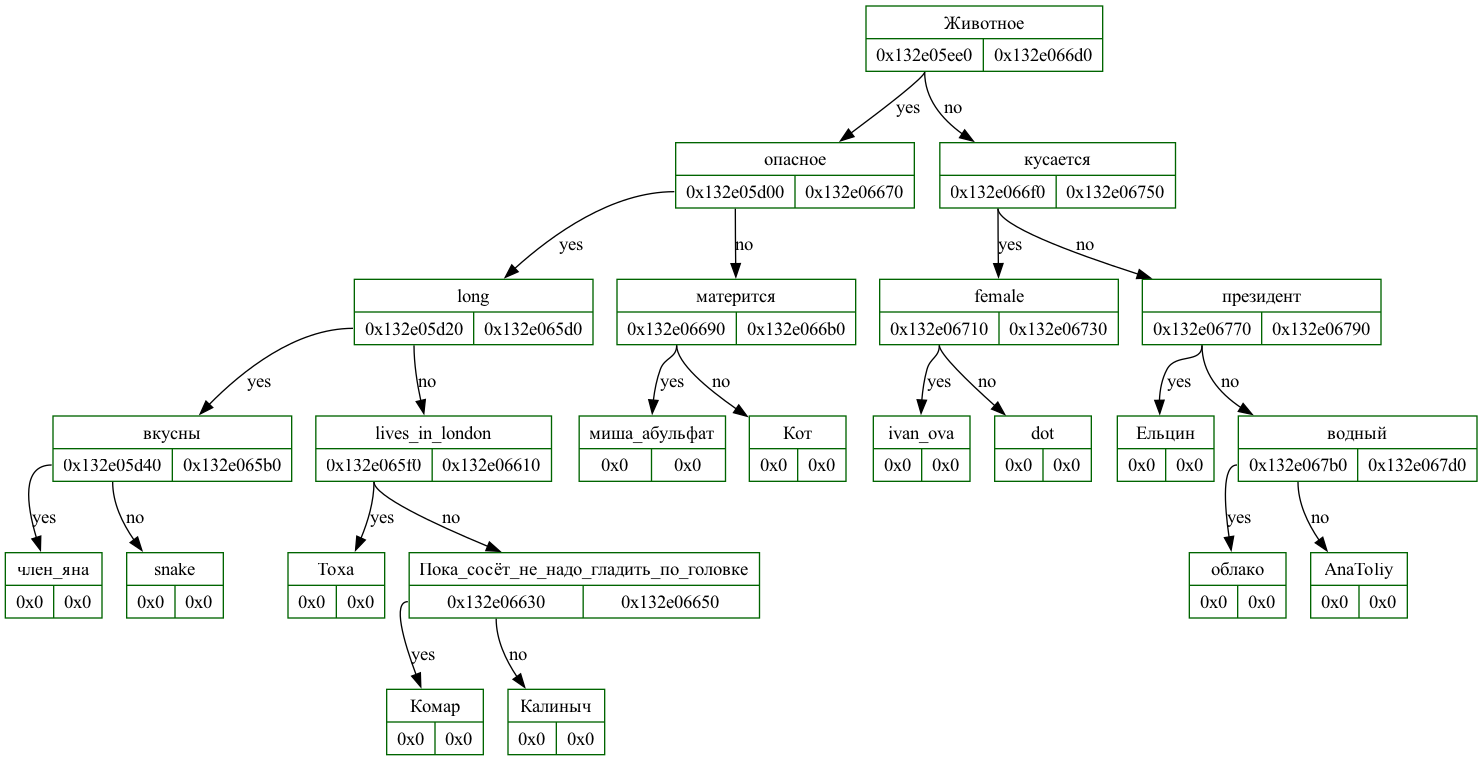 Животное
0x132e05ee0 0x132e066d0
yes no
опасное кусается
0x132e05d00 0x132e06670 0x132e066f0 0x132e06750
yes no yes no
long матерится female президент
0x132e05d20 0x132e065d0 0x132e06690 0x132e066b0 0x132e06710 0x132e06730 0x132e06770 0x132e06790
yes no yes no yes no yes no
вкусны lives_in_london миша_абульфат Кот ivan_ova dot Ельцин водный
0x132e05d40 0x132e065b0 0x132e065f0 0x132e06610 0x0 0x0 0x0 0x0 0x0 0x0 0x0 0x0 0x0 0x0 0x132e067b0 0x132e067d0
yes no yes no yes no
член_яна snake Тоха Пока_сосёт_не_надо_гладить_по_головке облако AnaToliy
0x0 0x0 0x0 0x0 0x0 0x0 0x132e06630 0x132e06650 0x0 0x0 0x0 0x0
yes no
Комар Калиныч
0x0 0x0 0x0 0x0